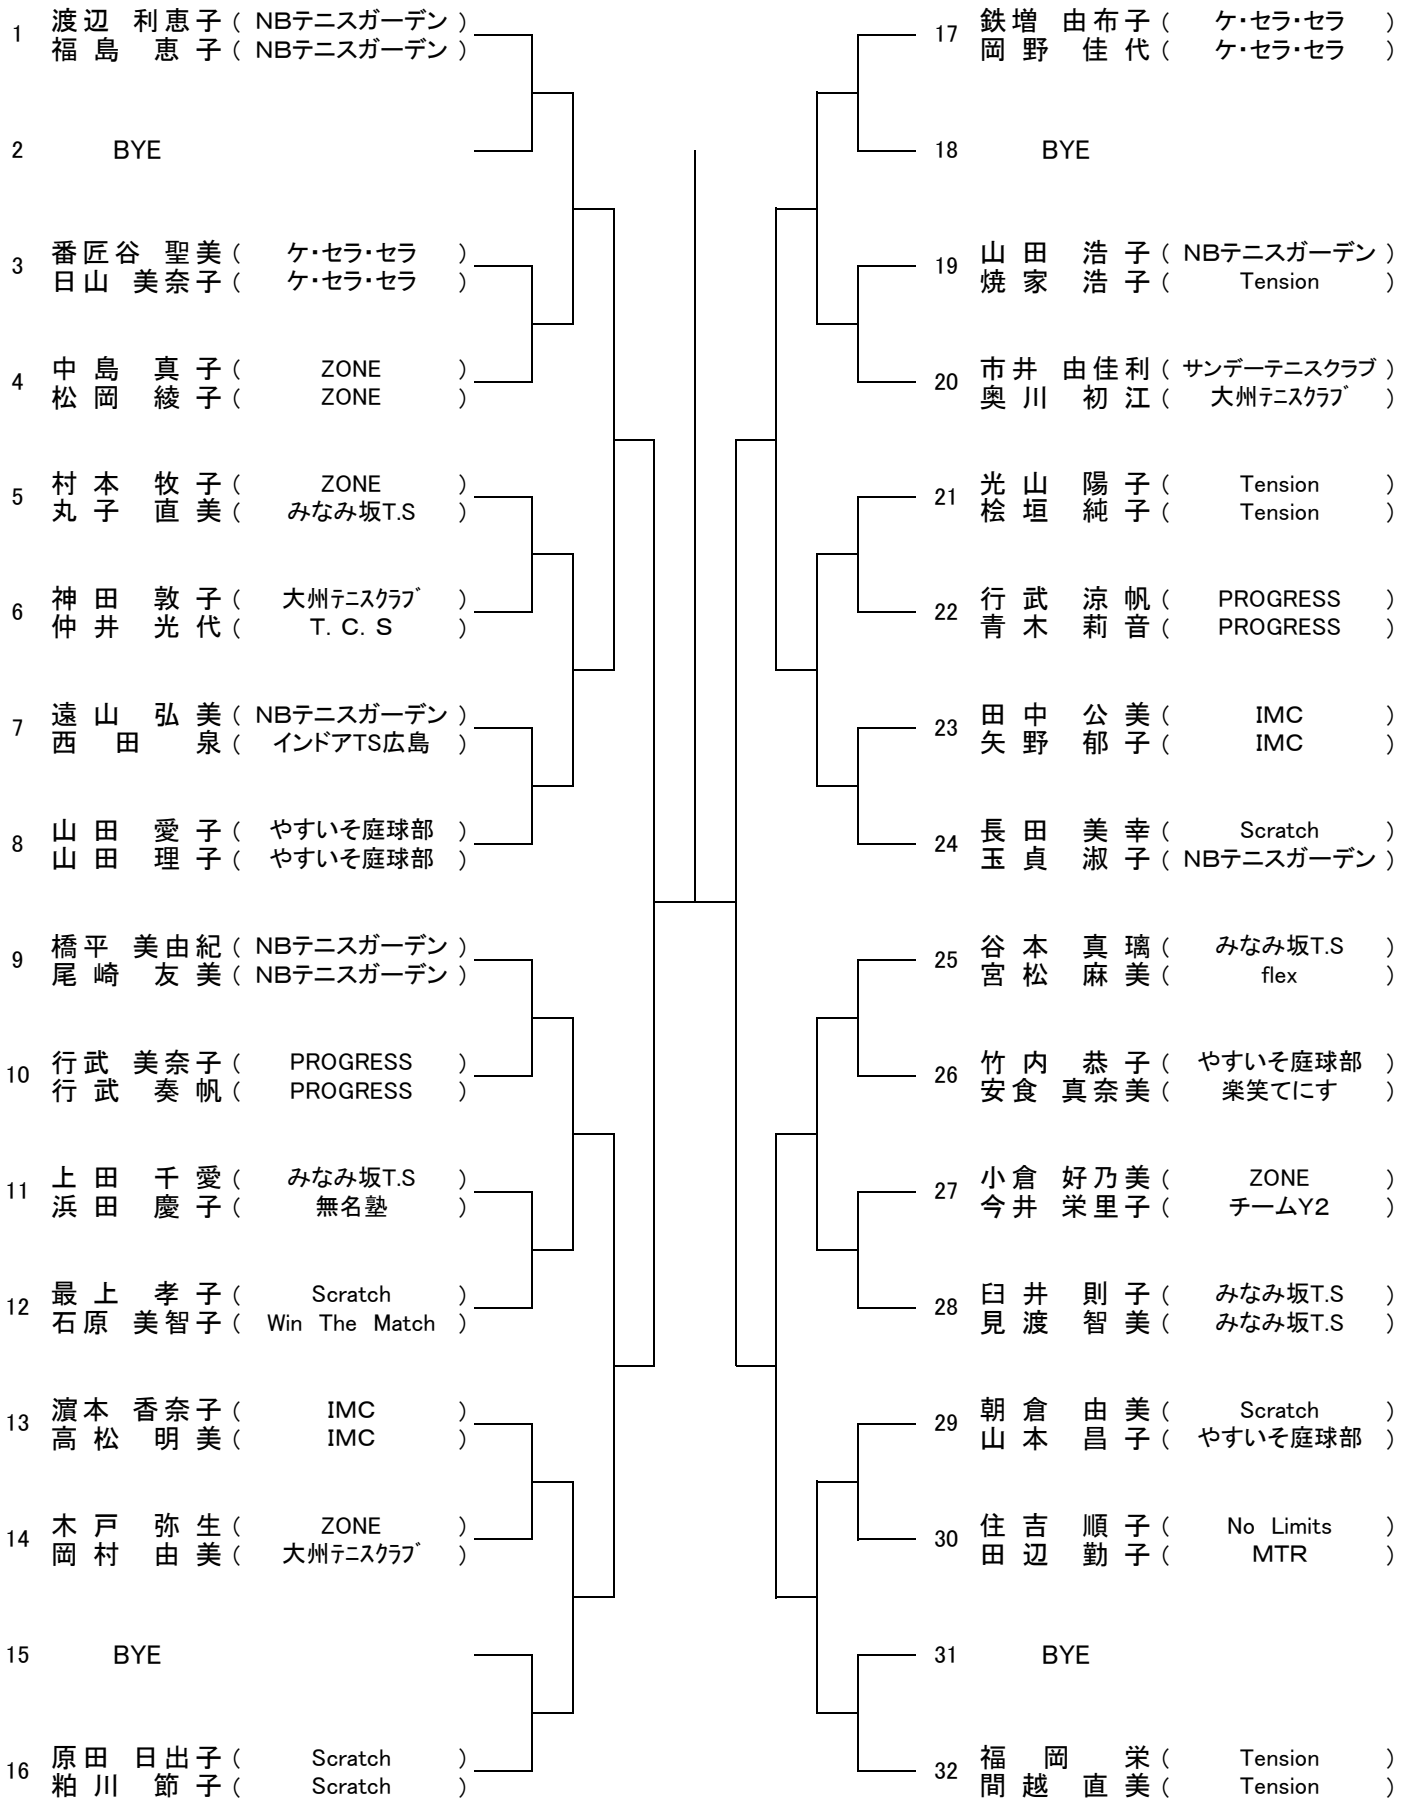 1
渡辺 利恵子 ( NBテニスガーデン )
福島 恵子 ( NBテニスガーデン )
2 BYE
3
番匠谷 聖美 ( ケ・セラ・セラ )
日山 美奈子 ( ケ・セラ・セラ )
4
中島 真子 ( ZONE )
松岡 綾子 ( ZONE )
5
村本 牧子 ( ZONE )
丸子 直美 ( みなみ坂T.S )
6
神田 敦子 ( 大州テニスクラブ )
仲井 光代 ( T. C. S )
7
遠山 弘美 ( NBテニスガーデン )
西田 泉 ( インドアTS広島 )
8
山田 愛子 ( やすいそ庭球部 )
山田 理子 ( やすいそ庭球部 )
9
橋平 美由紀 ( NBテニスガーデン )
尾崎 友美 ( NBテニスガーデン )
10
行武 美奈子 ( PROGRESS )
行武 奏帆 ( PROGRESS )
11
上田 千愛 ( みなみ坂T.S )
浜田 慶子 ( 無名塾 )
12
最上 孝子 ( Scratch )
石原 美智子 ( Win The Match )
13
濵本 香奈子 ( IMC )
高松 明美 ( IMC )
14
木戸 弥生 ( ZONE )
岡村 由美 ( 大州テニスクラブ )
15 BYE
16
原田 日出子 ( Scratch )
粕川 節子 ( Scratch )
17
鉄増 由布子 ( ケ・セラ・セラ )
岡野 佳代 ( ケ・セラ・セラ )
18 BYE
19
山田 浩子 ( NBテニスガーデン )
焼家 浩子 ( Tension )
20
市井 由佳利 ( サンデーテニスクラブ )
奥川 初江 ( 大州テニスクラブ )
21
光山 陽子 ( Tension )
桧垣 純子 ( Tension )
22
行武 涼帆 ( PROGRESS )
青木 莉音 ( PROGRESS )
23
田中 公美 ( IMC )
矢野 郁子 ( IMC )
24
長田 美幸 ( Scratch )
玉貞 淑子 ( NBテニスガーデン )
25
谷本 真璃 ( みなみ坂T.S )
宮松 麻美 ( flex )
26
竹内 恭子 ( やすいそ庭球部 )
安食 真奈美 ( 楽笑てにす )
27
小倉 好乃美 ( ZONE )
今井 栄里子 ( チームY2 )
28
臼井 則子 ( みなみ坂T.S )
見渡 智美 ( みなみ坂T.S )
29
朝倉 由美 ( Scratch )
山本 昌子 ( やすいそ庭球部 )
30
住吉 順子 ( No Limits )
田辺 勤子 ( MTR )
31 BYE
32
福岡 栄 ( Tension )
間越 直美 ( Tension )